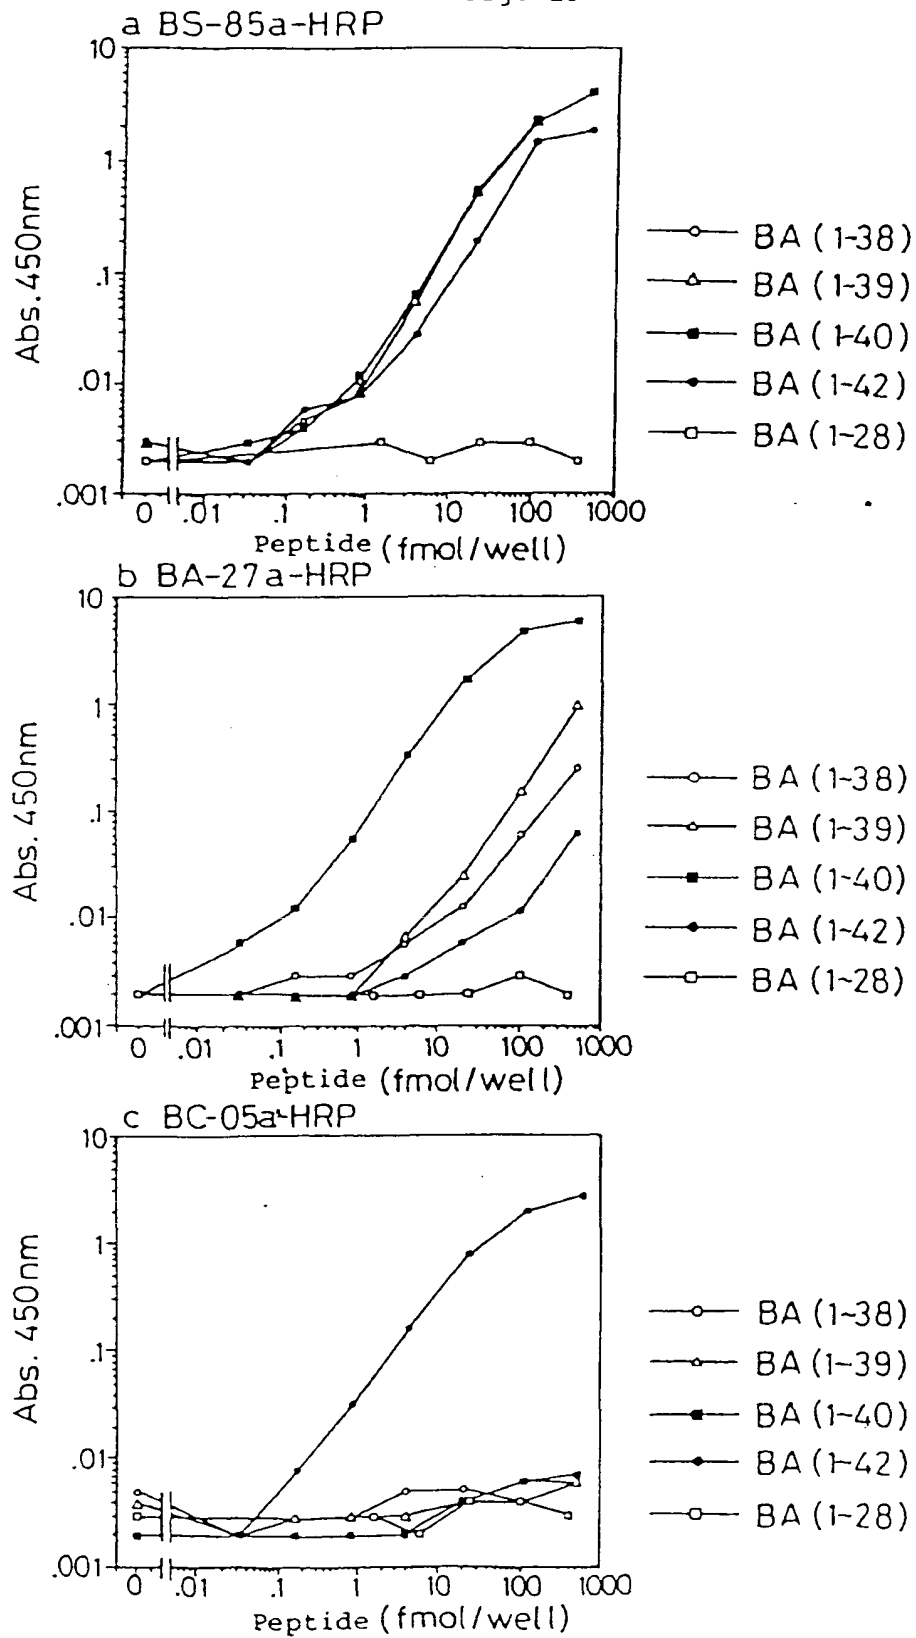 a BS-85a-HRP
10
1
.1
.01
.001
Abs. 450nm
0 .01 .1 1 10 100 1000
Peptide (fmol/well)
BA (1-38)
BA (1-39)
BA (1-40)
BA (1-42)
BA (1-28)
b BA-27a-HRP
10
1
.1
.01
.001
Abs. 450nm
0 .01 .1 1 10 100 1000
Peptide (fmol/well)
BA (1-38)
BA (1-39)
BA (1-40)
BA (1-42)
BA (1-28)
c BC-05a-HRP
10
1
.1
.01
.001
Abs. 450nm
0 .01 .1 1 10 100 1000
Peptide (fmol/well)
BA (1-38)
BA (1-39)
BA (1-40)
BA (1-42)
BA (1-28)